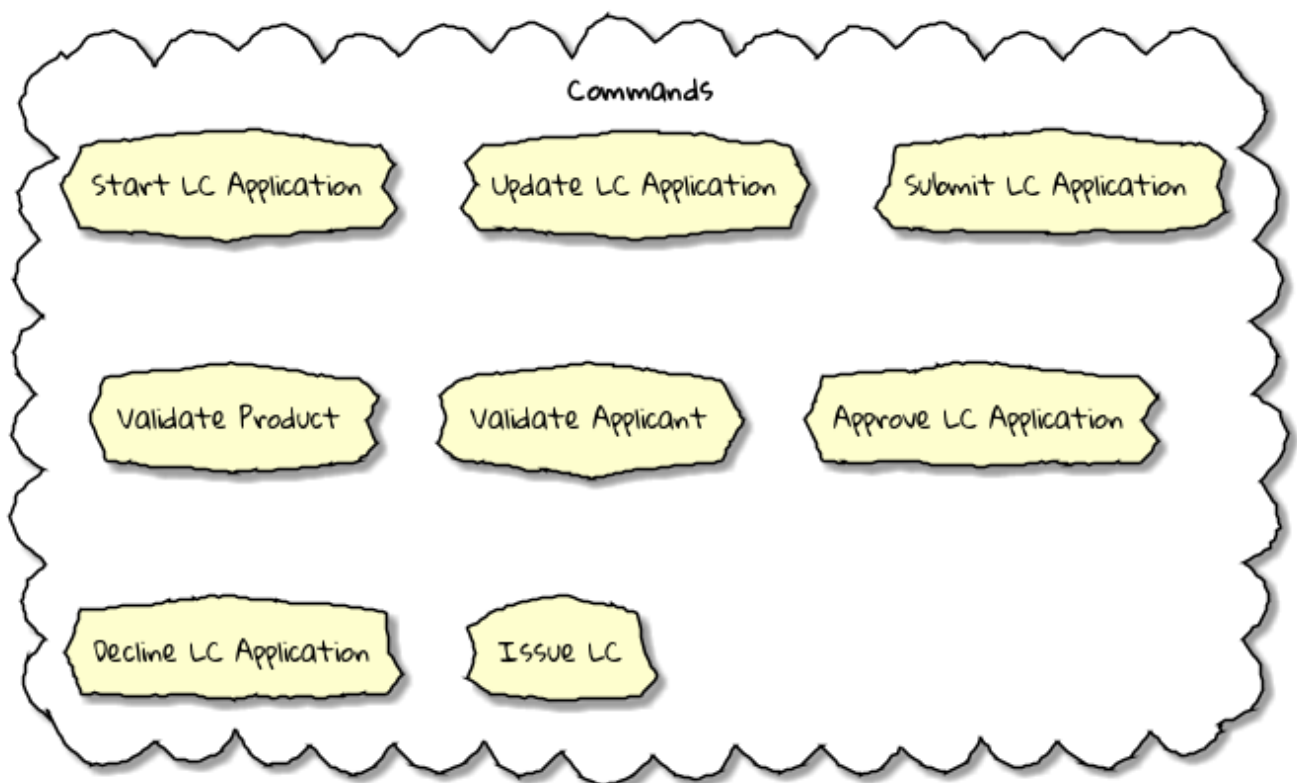 Commands
Start LC Application
Update LC Application
Submit LC Application
Validate Product
Validate Applicant
Approve LC Application
Decline LC Application
Issue LC